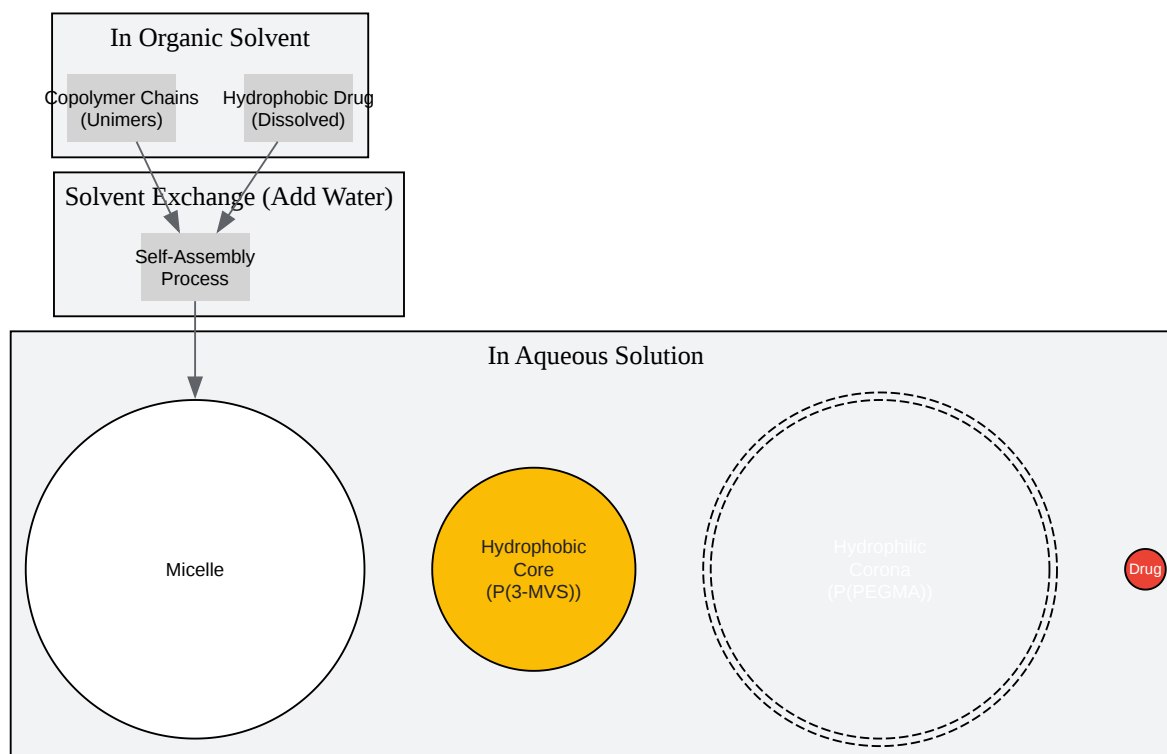 In Organic Solvent
Copolymer Chains
(Unimers)
Hydrophobic Drug
(Dissolved)
Solvent Exchange (Add Water)
Self-Assembly
Process
In Aqueous Solution
Micelle
Hydrophobic
Core
(P(3-MVS))
Hydrophilic
Corona
(P(PEGMA))
Drug